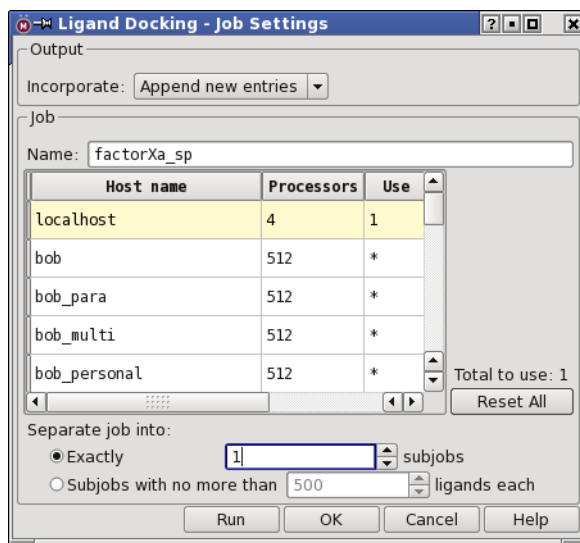 Ligand Docking - Job Settings
Output
Incorporate: Append new entries
Job
Name: factorXa_sp
Host name Processors Use
localhost 4 1
bob 512 *
bob_para 512 *
bob_multi 512 *
bob_personal 512 *
Total to use: 1
Reset All
Separate job into:
Exactly 1 subjobs
Subjobs with no more than 500 ligands each
Run OK Cancel Help